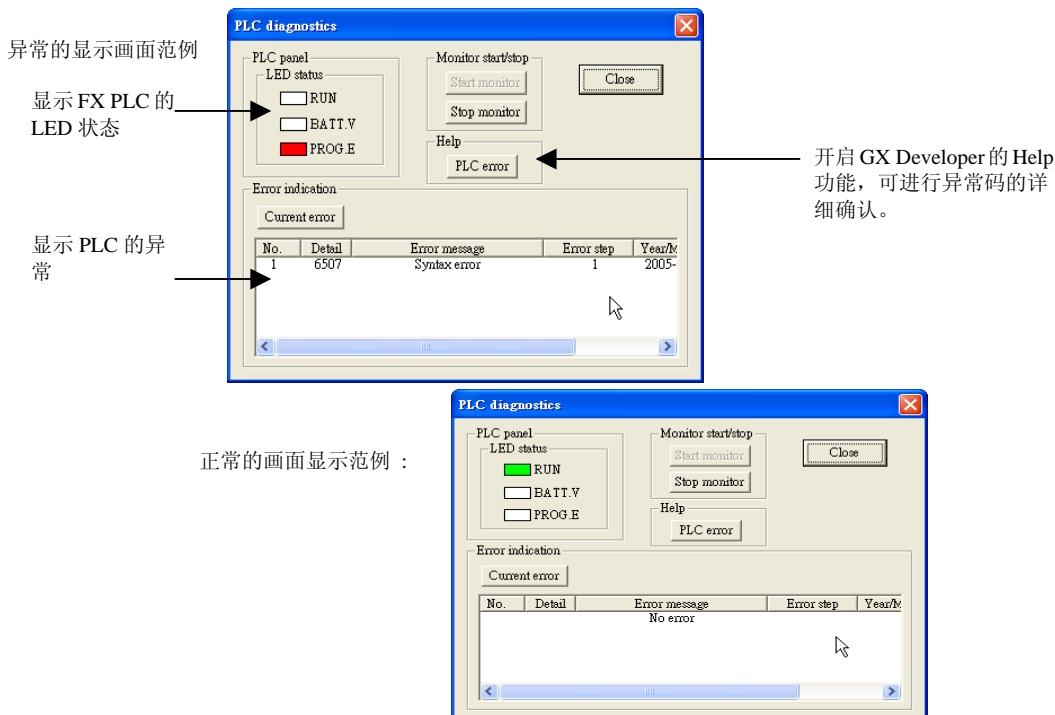 异常的显示画面范例
显示 FX PLC 的
LED 状态
显示 PLC 的异
常
PLC diagnostics
PLC panel
LED status
RUN
BATT.V
PROG.E
Monitor start/stop
Start monitor
Stop monitor
Close
Help
PLC error
开启 GX Developer 的 Help
功能，可进行异常码的详
细确认。
Error indication
Current error
No. Detail Error message Error step Year/M
1 6507 Syntax error 1 2005-
正常的画面显示范例 :
PLC diagnostics
PLC panel
LED status
RUN
BATT.V
PROG.E
Monitor start/stop
Start monitor
Stop monitor
Close
Help
PLC error
Error indication
Current error
No. Detail Error message Error step Year/M
No error